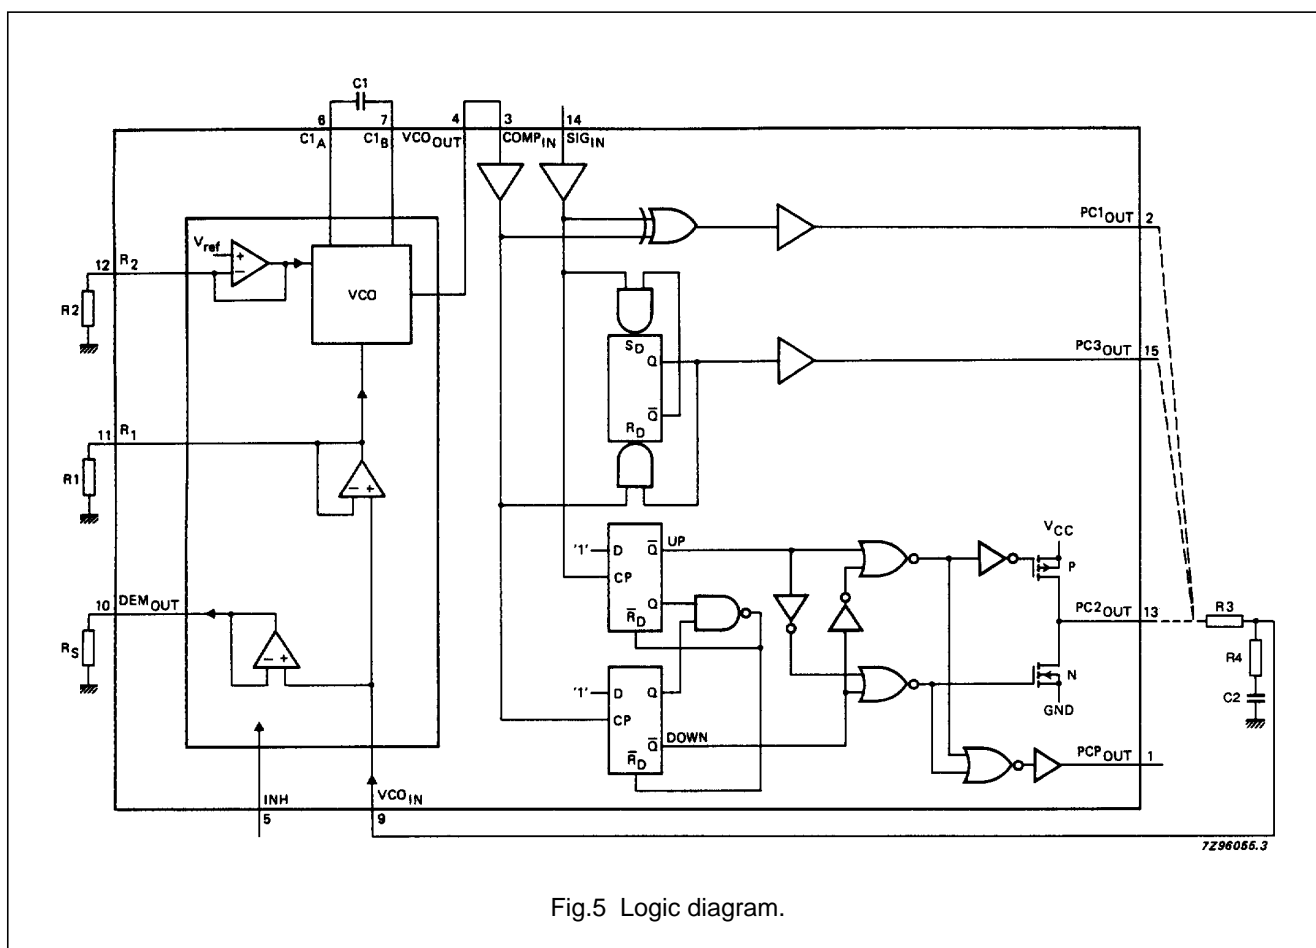 C1
6 7 4 3 14
C1A C1B VCOOUT COMPIN SIGIN
Vref
+
−
12 R2
R2
VCO
PC1OUT 2
SD
Q
Q̅
RD
PC3OUT 15
11 R1
R1
− +
'1' D Q̅ UP
CP
Q
R̅D
VCC
P
10 DEMOUT
RS
− +
PC2OUT 13
R3
R4
C2
'1' D Q
CP
Q̅ DOWN
R̅D
N
GND
PCPOUT 1
INH
5
VCOIN
9
7Z96055.3
Fig.5 Logic diagram.